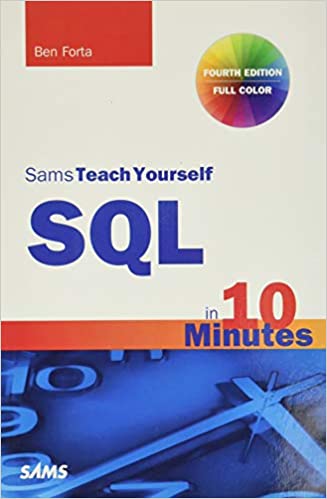 Ben Forta
FOURTH EDITION
FULL COLOR
Sams Teach Yourself
SQL
in 10
Minutes
SAMS